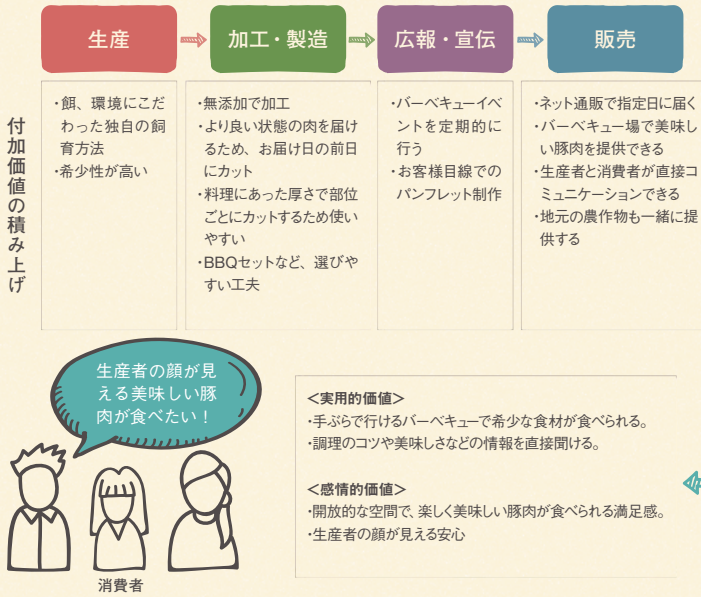 生産
加工・製造
広報・宣伝
販売
付加価値の積み上げ
・餌、環境にこだ
わった独自の飼
育方法
・希少性が高い
・無添加で加工
・より良い状態の肉を届け
るため、お届け日の前日
にカット
・料理にあった厚さで部位
ごとにカットするため使い
やすい
・BBQセットなど、選びや
すい工夫
・バーベキューイベ
ントを定期的に
行う
・お客様目線での
パンフレット制作
・ネット通販で指定日に届く
・バーベキュー場で美味し
い豚肉を提供できる
・生産者と消費者が直接コ
ミュニケーションできる
・地元の農作物も一緒に提
供する
生産者の顔が見
える美味しい豚
肉が食べたい！
消費者
＜実用的価値＞
・手ぶらで行けるバーベキューで希少な食材が食べられる。
・調理のコツや美味しさなどの情報を直接聞ける。
＜感情的価値＞
・開放的な空間で、楽しく美味しい豚肉が食べられる満足感。
・生産者の顔が見える安心